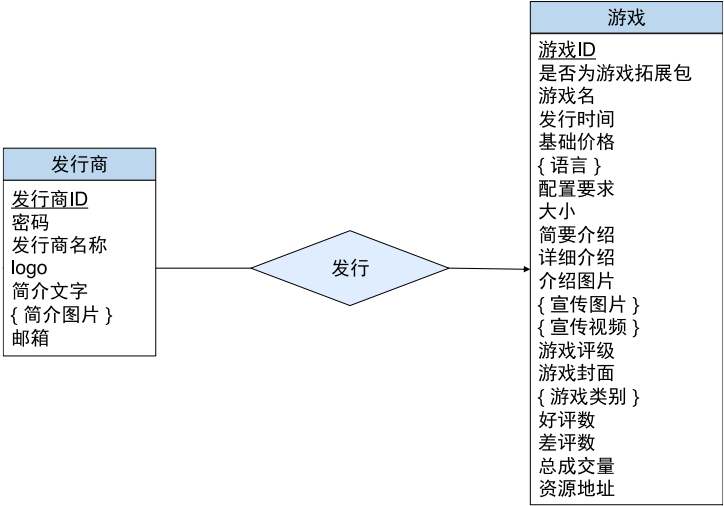 发行商
发行商ID
密码
发行商名称
logo
简介文字
{ 简介图片 }
邮箱
发行
游戏
游戏ID
是否为游戏拓展包
游戏名
发行时间
基础价格
{ 语言 }
配置要求
大小
简要介绍
详细介绍
介绍图片
{ 宣传图片 }
{ 宣传视频 }
游戏评级
游戏封面
{ 游戏类别 }
好评数
差评数
总成交量
资源地址